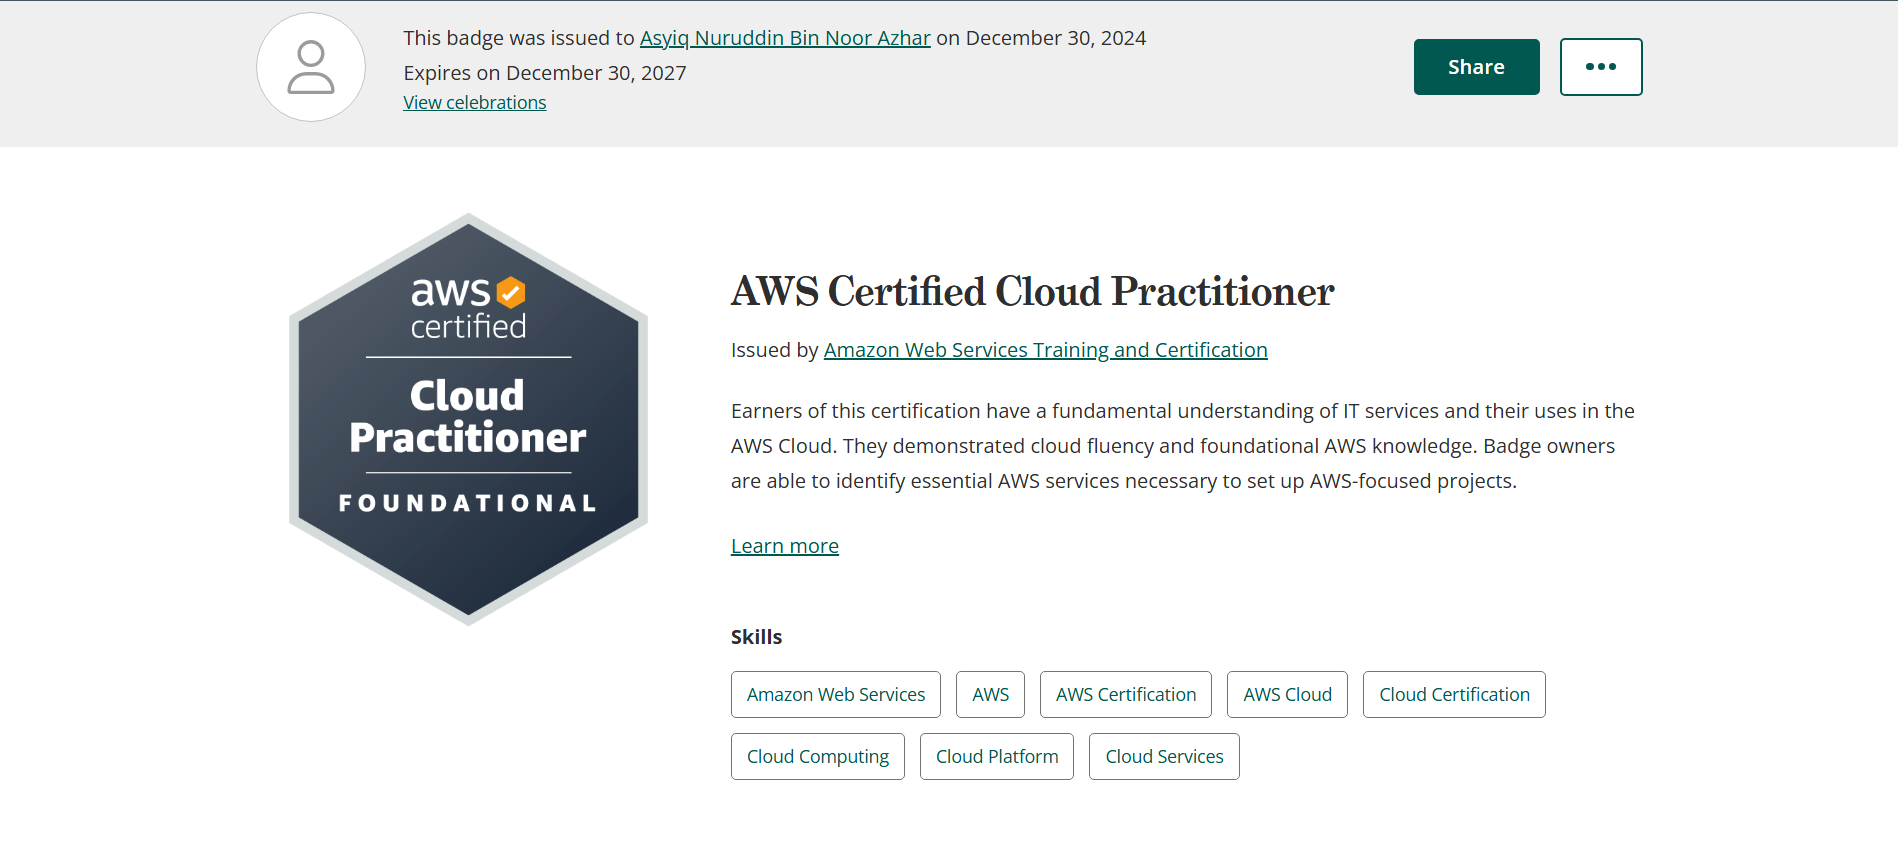 This badge was issued to Asyiq Nuruddin Bin Noor Azhar on December 30, 2024
Expires on December 30, 2027
View celebrations
Share
aws
certified
Cloud
Practitioner
FOUNDATIONAL
AWS Certified Cloud Practitioner
Issued by Amazon Web Services Training and Certification
Earners of this certification have a fundamental understanding of IT services and their uses in the
AWS Cloud. They demonstrated cloud fluency and foundational AWS knowledge. Badge owners
are able to identify essential AWS services necessary to set up AWS-focused projects.
Learn more
Skills
Amazon Web Services AWS AWS Certification AWS Cloud Cloud Certification
Cloud Computing Cloud Platform Cloud Services